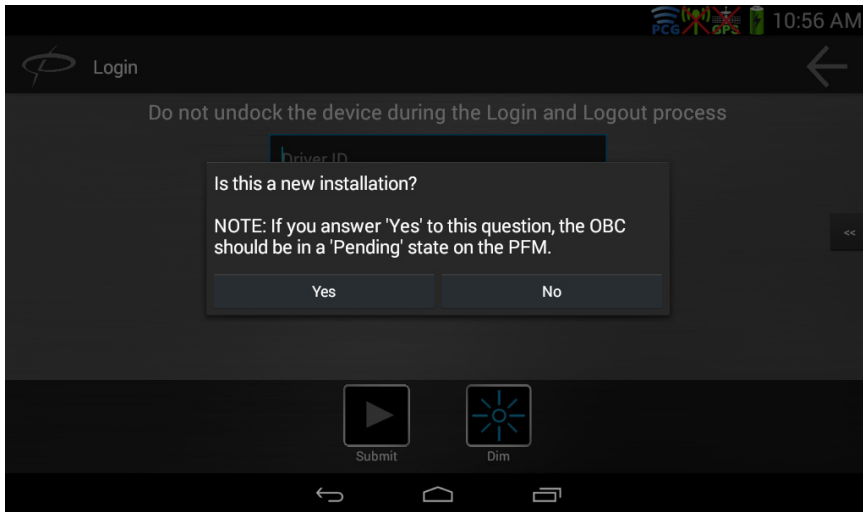 PCG GPS 10:56 AM
Login
Do not undock the device during the Login and Logout process
Driver ID
Is this a new installation?
NOTE: If you answer 'Yes' to this question, the OBC
should be in a 'Pending' state on the PFM.
<<
Yes No
Submit Dim